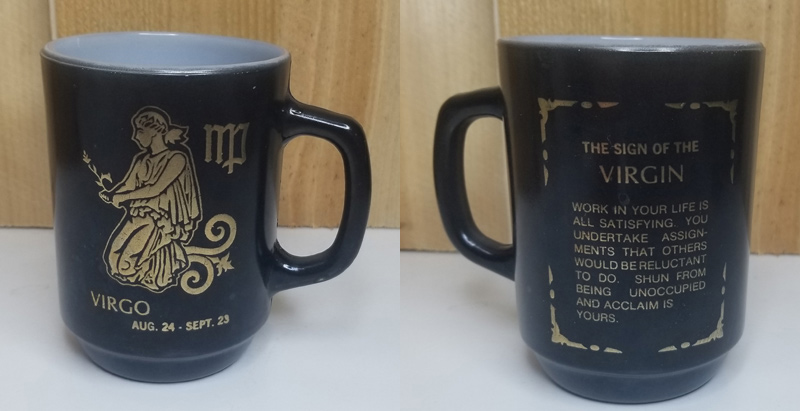 VIRGO
AUG. 24 - SEPT. 23
THE SIGN OF THE
VIRGIN
WORK IN YOUR LIFE IS
ALL SATISFYING. YOU
UNDERTAKE ASSIGN-
MENTS THAT OTHERS
WOULD BE RELUCTANT
TO DO. SHUN FROM
BEING UNOCCUPIED
AND ACCLAIM IS
YOURS.